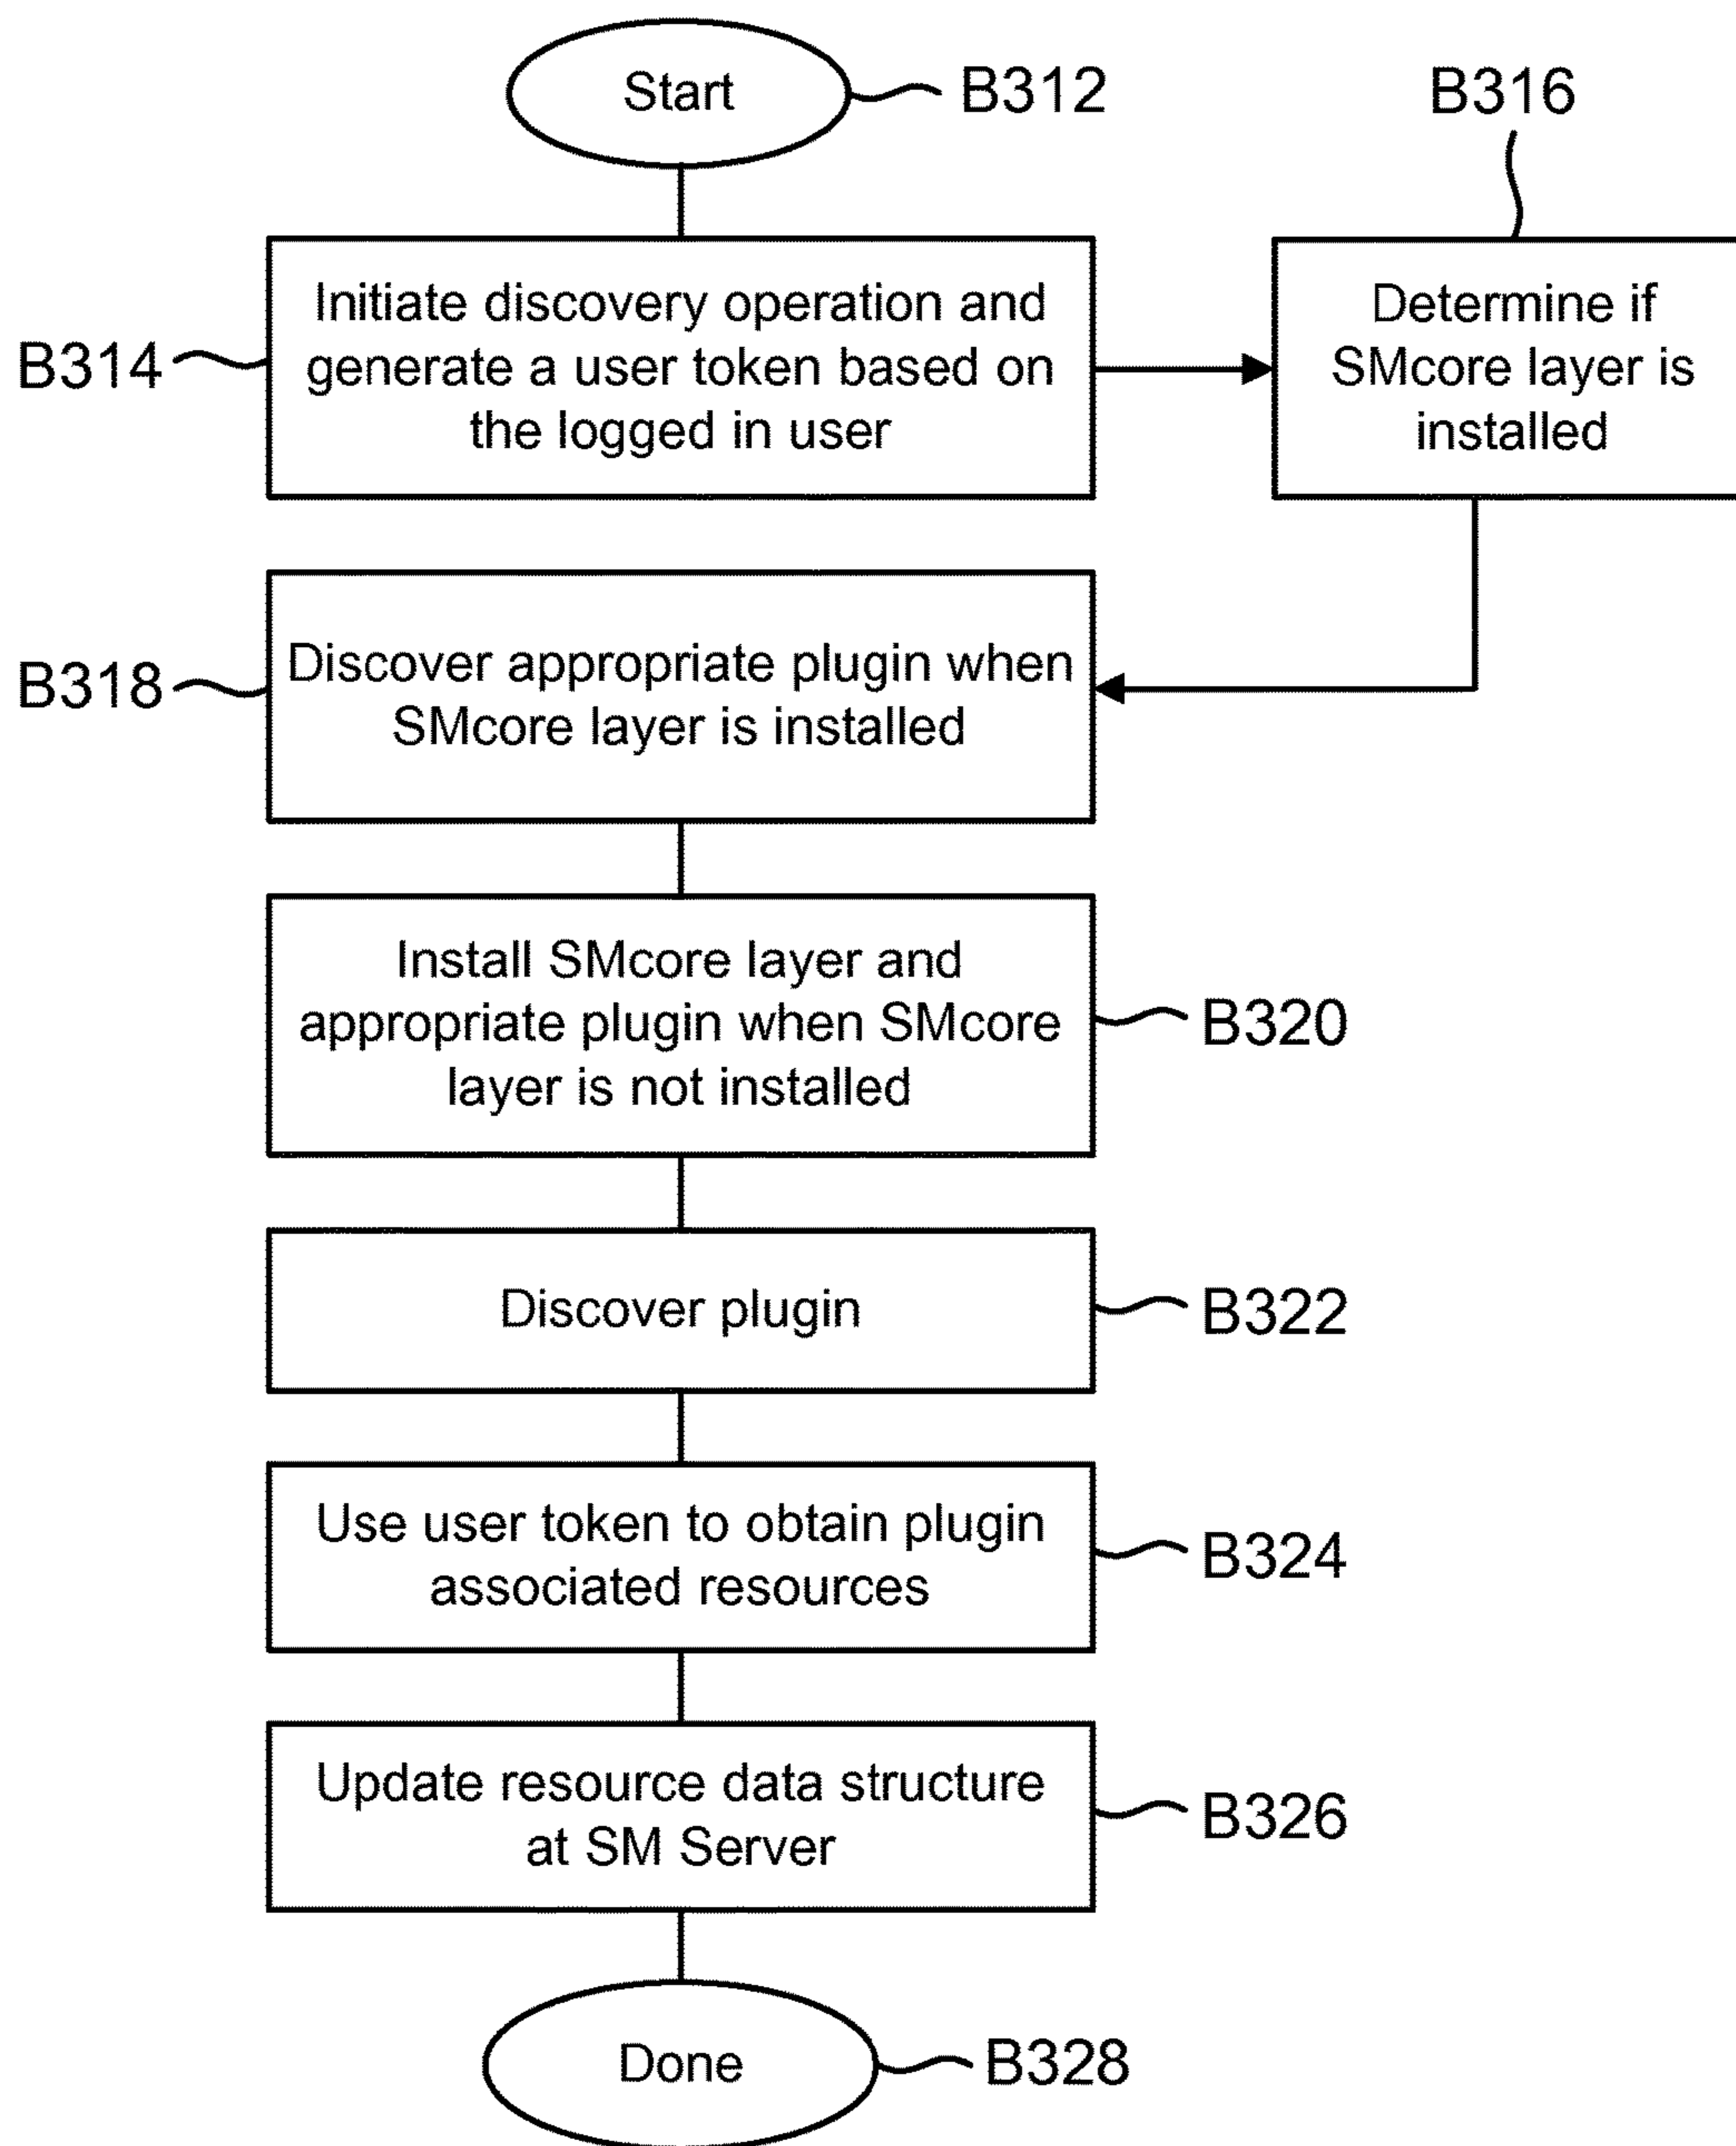 Start
B312
B316
B314
Initiate discovery operation and
generate a user token based on
the logged in user
Determine if
SMcore layer is
installed
B318
Discover appropriate plugin when
SMcore layer is installed
Install SMcore layer and
appropriate plugin when SMcore
layer is not installed
B320
Discover plugin
B322
Use user token to obtain plugin
associated resources
B324
Update resource data structure
at SM Server
B326
Done
B328